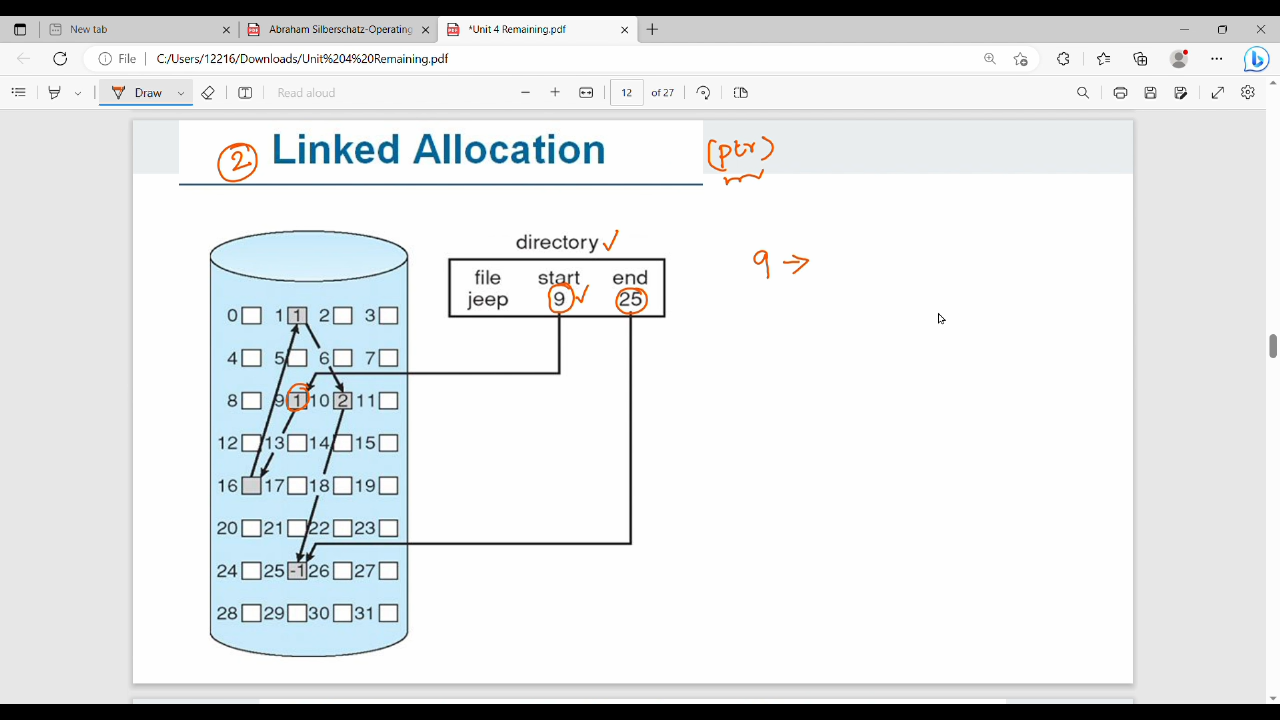 New tab
Abraham Silberschatz-Operating
*Unit 4 Remaining.pdf
File
C:/Users/12216/Downloads/Unit%204%20Remaining.pdf
Draw
Read aloud
12 of 27
2 Linked Allocation (ptr)
directory ✓
file start end
jeep 9 ✓ 25
9 →
0 1 1 2 3
4 5 6 7
8 9 1 10 2 11
12 13 14 15
16 17 18 19
20 21 22 23
24 25 -1 26 27
28 29 30 31